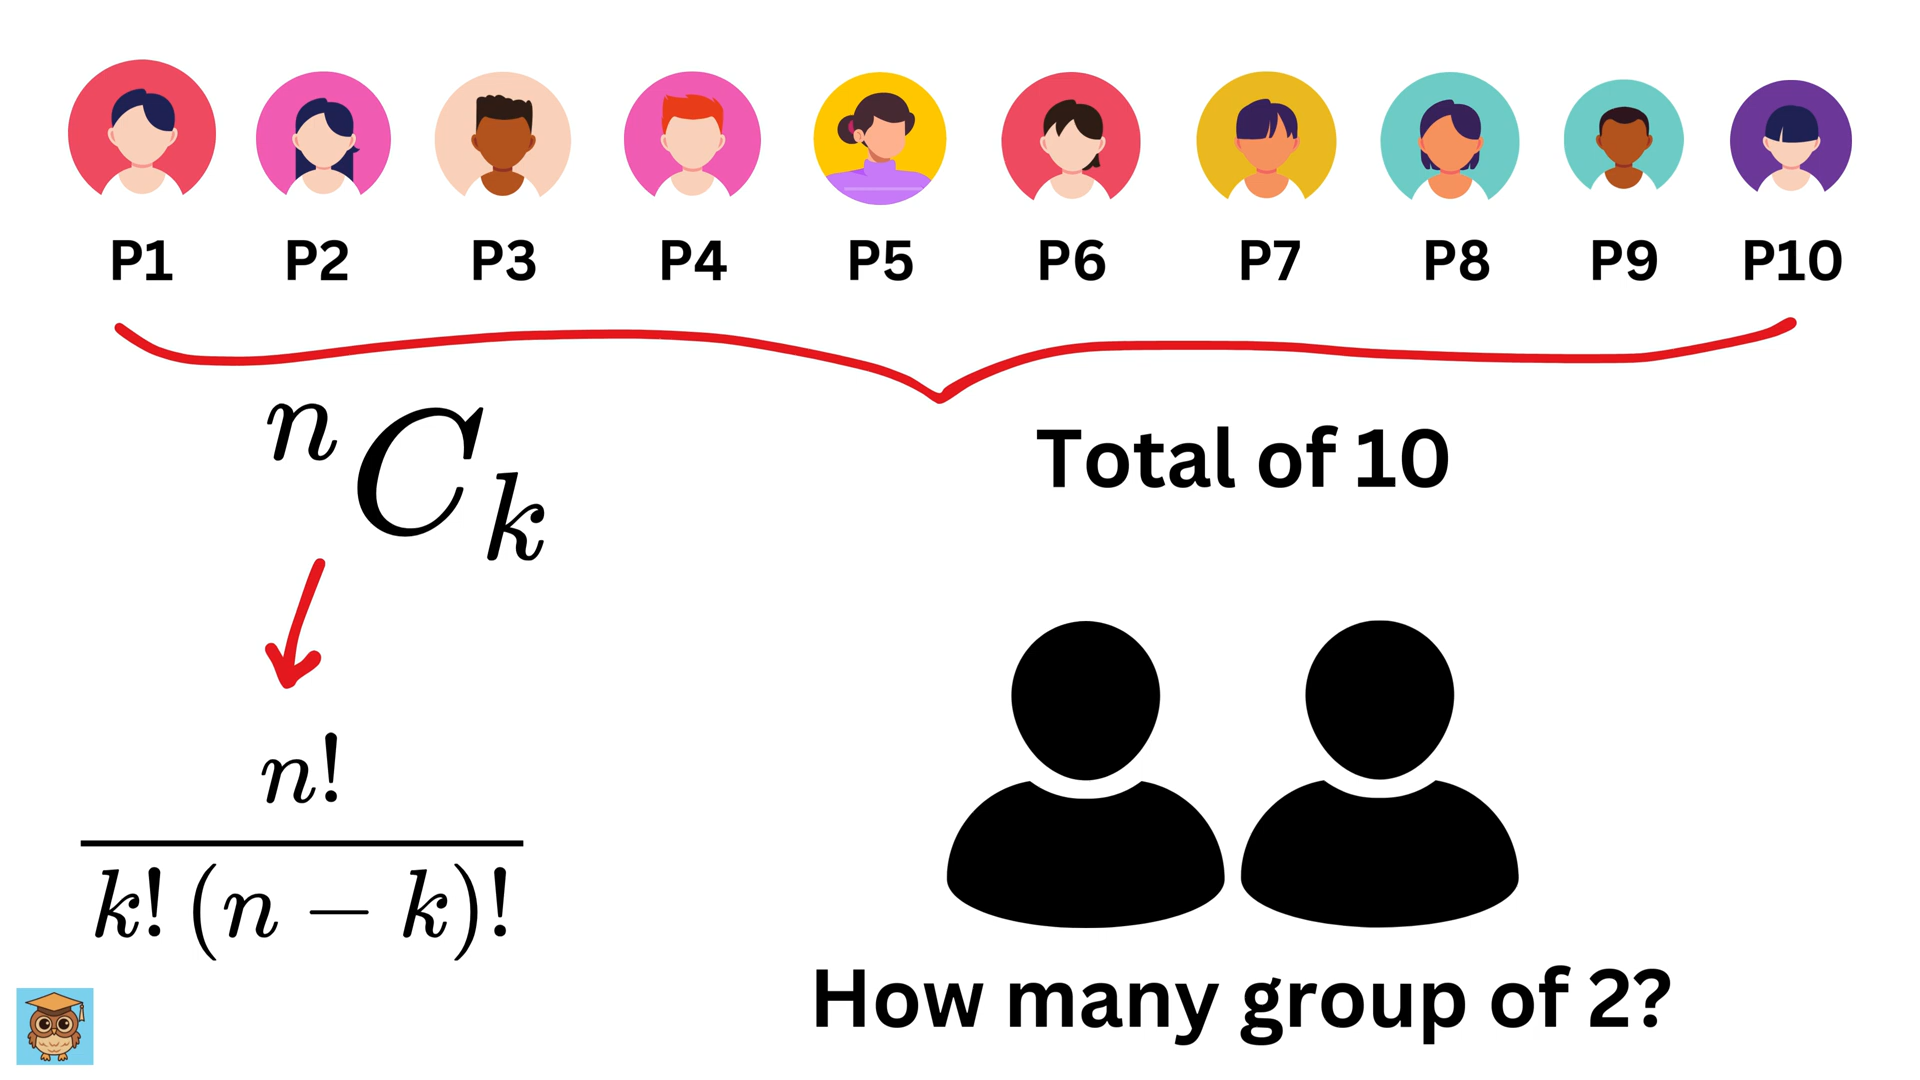 P1 P2 P3 P4 P5 P6 P7 P8 P9 P10
Total of 10
ⁿCₖ
n!
k! (n − k)!
How many group of 2?